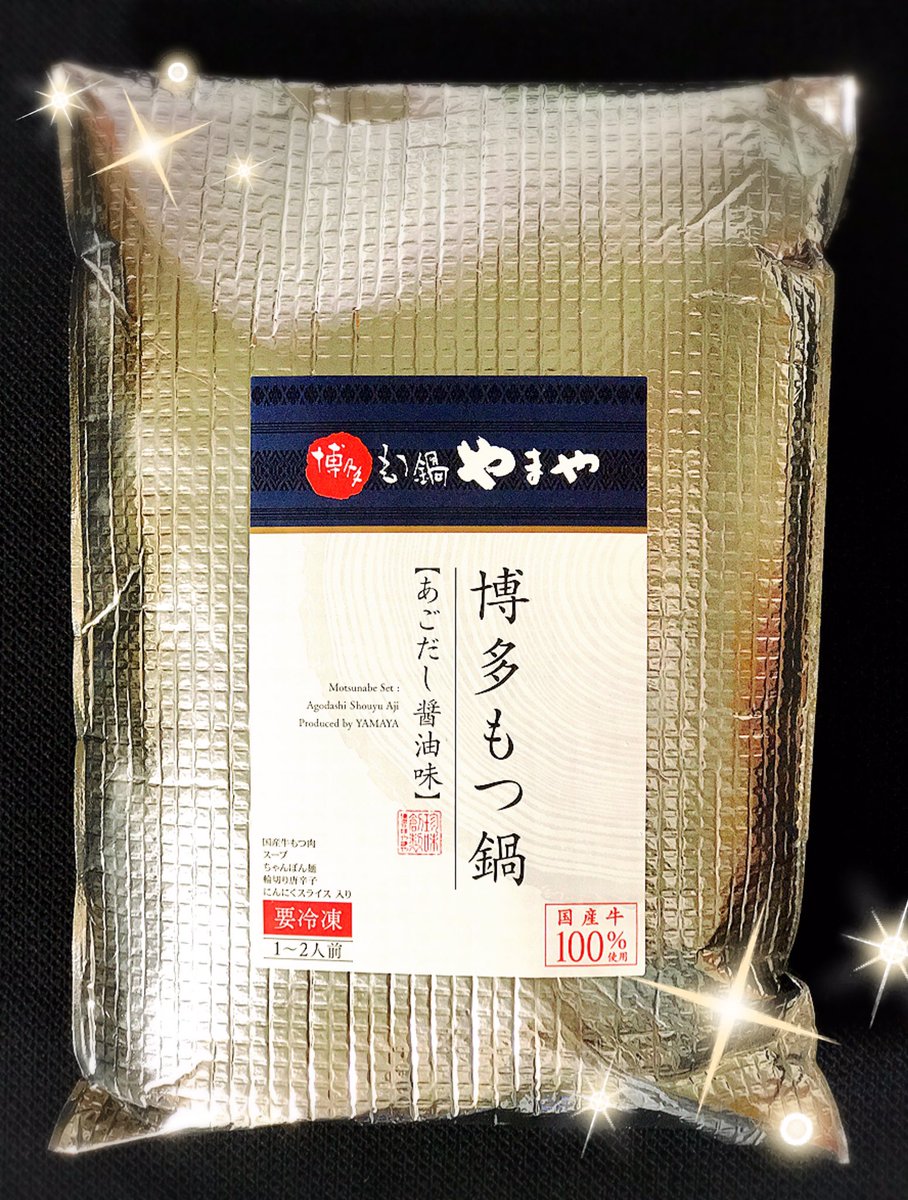 博多もつ鍋 やまや
博多もつ鍋
【あごだし醤油味】
Motsunabe Set :
Agodashi Shouyu Aji
Produced by YAMAYA
国産牛もつ肉
スープ
ちゃんぽん麺
輪切り唐辛子
にんにくスライス 入り
要冷凍
1〜2人前
国産牛
100%
使用